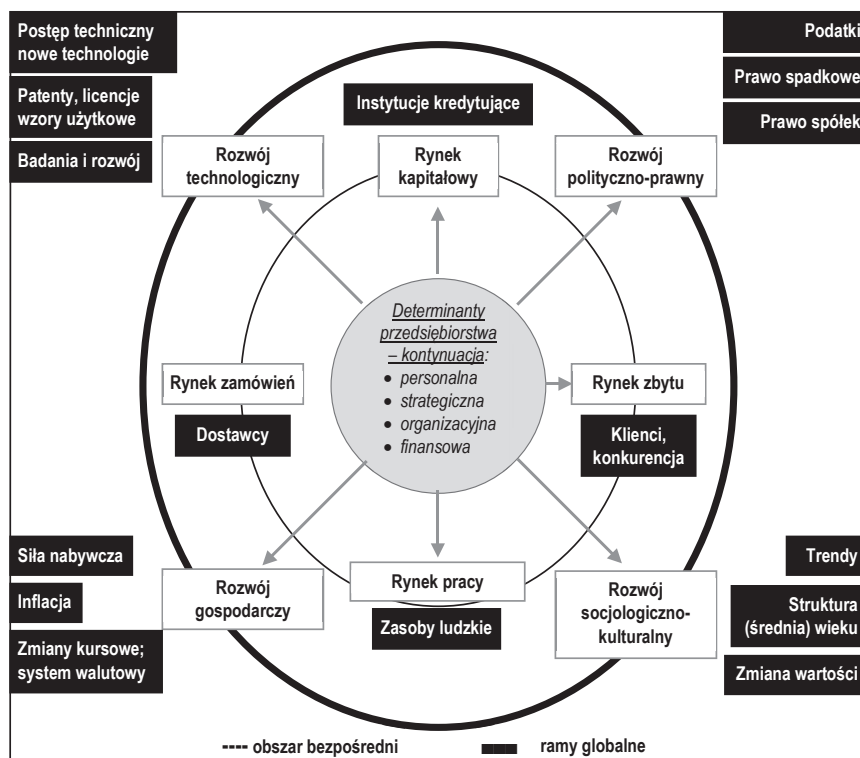 Postęp techniczny
nowe technologie
Patenty, licencje
wzory użytkowe
Badania i rozwój
Podatki
Prawo spadkowe
Prawo spółek
Instytucje kredytujące
Rozwój
technologiczny
Rynek
kapitałowy
Rozwój
polityczno-prawny
Determinanty
przedsiębiorstwa
– kontynuacja:
• personalna
• strategiczna
• organizacyjna
• finansowa
Rynek zamówień
Dostawcy
Rynek zbytu
Klienci,
konkurencja
Siła nabywcza
Inflacja
Zmiany kursowe;
system walutowy
Rozwój
gospodarczy
Rynek pracy
Zasoby ludzkie
Rozwój
socjologiczno-
kulturalny
Trendy
Struktura
(średnia) wieku
Zmiana wartości
---- obszar bezpośredni
ramy globalne